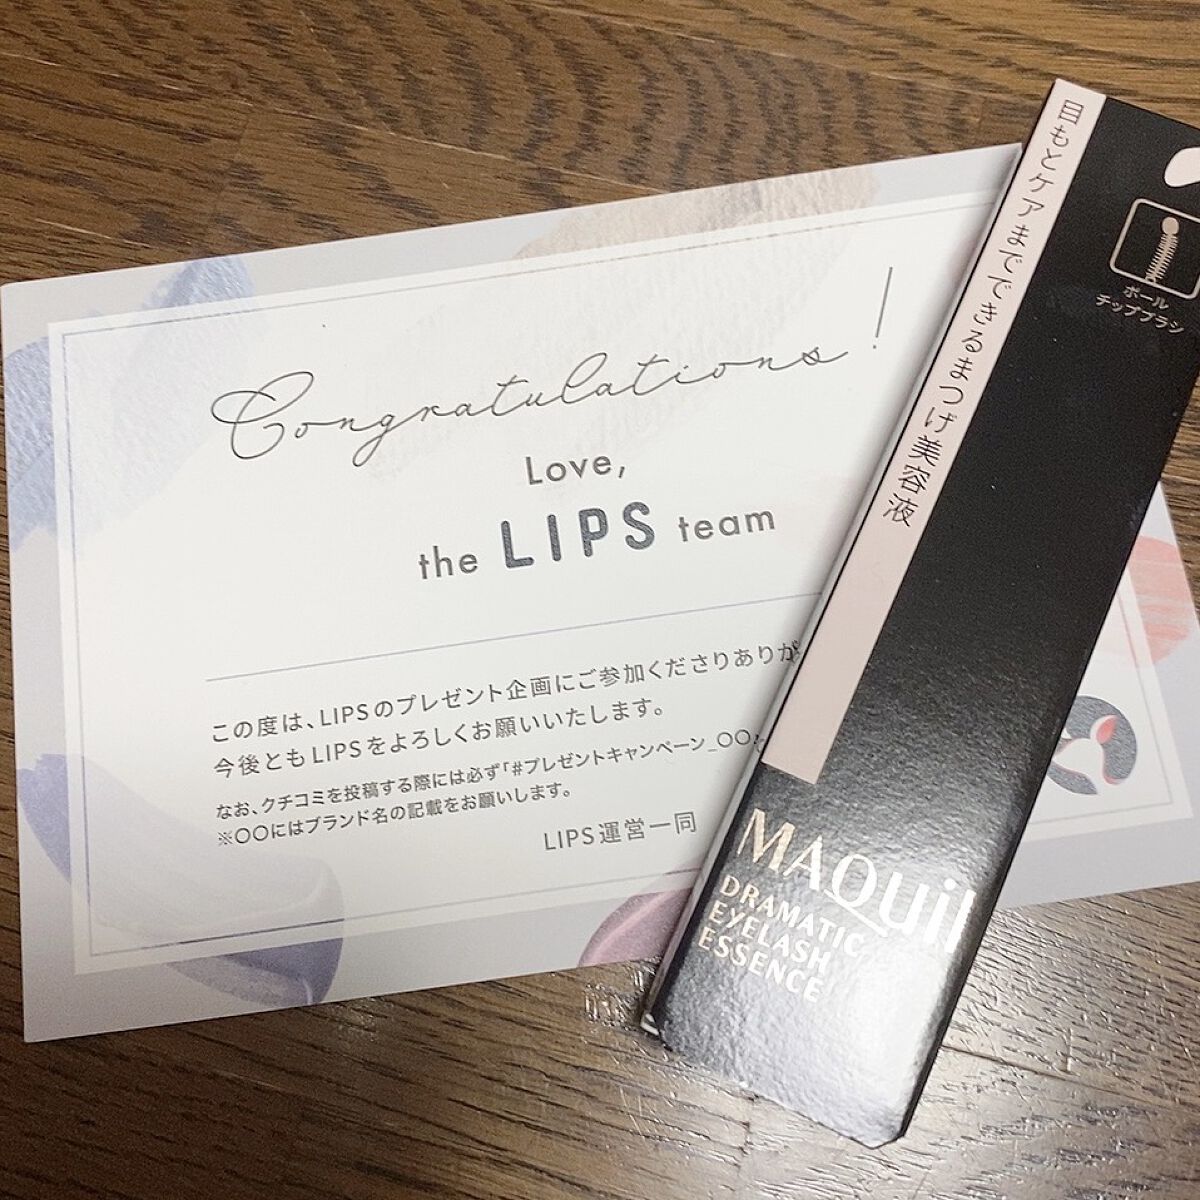 Congratulations!
Love,
the LIPS team
この度は、LIPSのプレゼント企画にご参加くださりありが
今後ともLIPSをよろしくお願いいたします。
なお、クチコミを投稿する際には必ず「#プレゼントキャンペーン_〇〇
※〇〇にはブランド名の記載をお願いします。
LIPS運営一同
目もとケアまでできるまつげ美容液
ボール
チップブラシ
MAQuil
DRAMATIC
EYELASH
ESSENCE